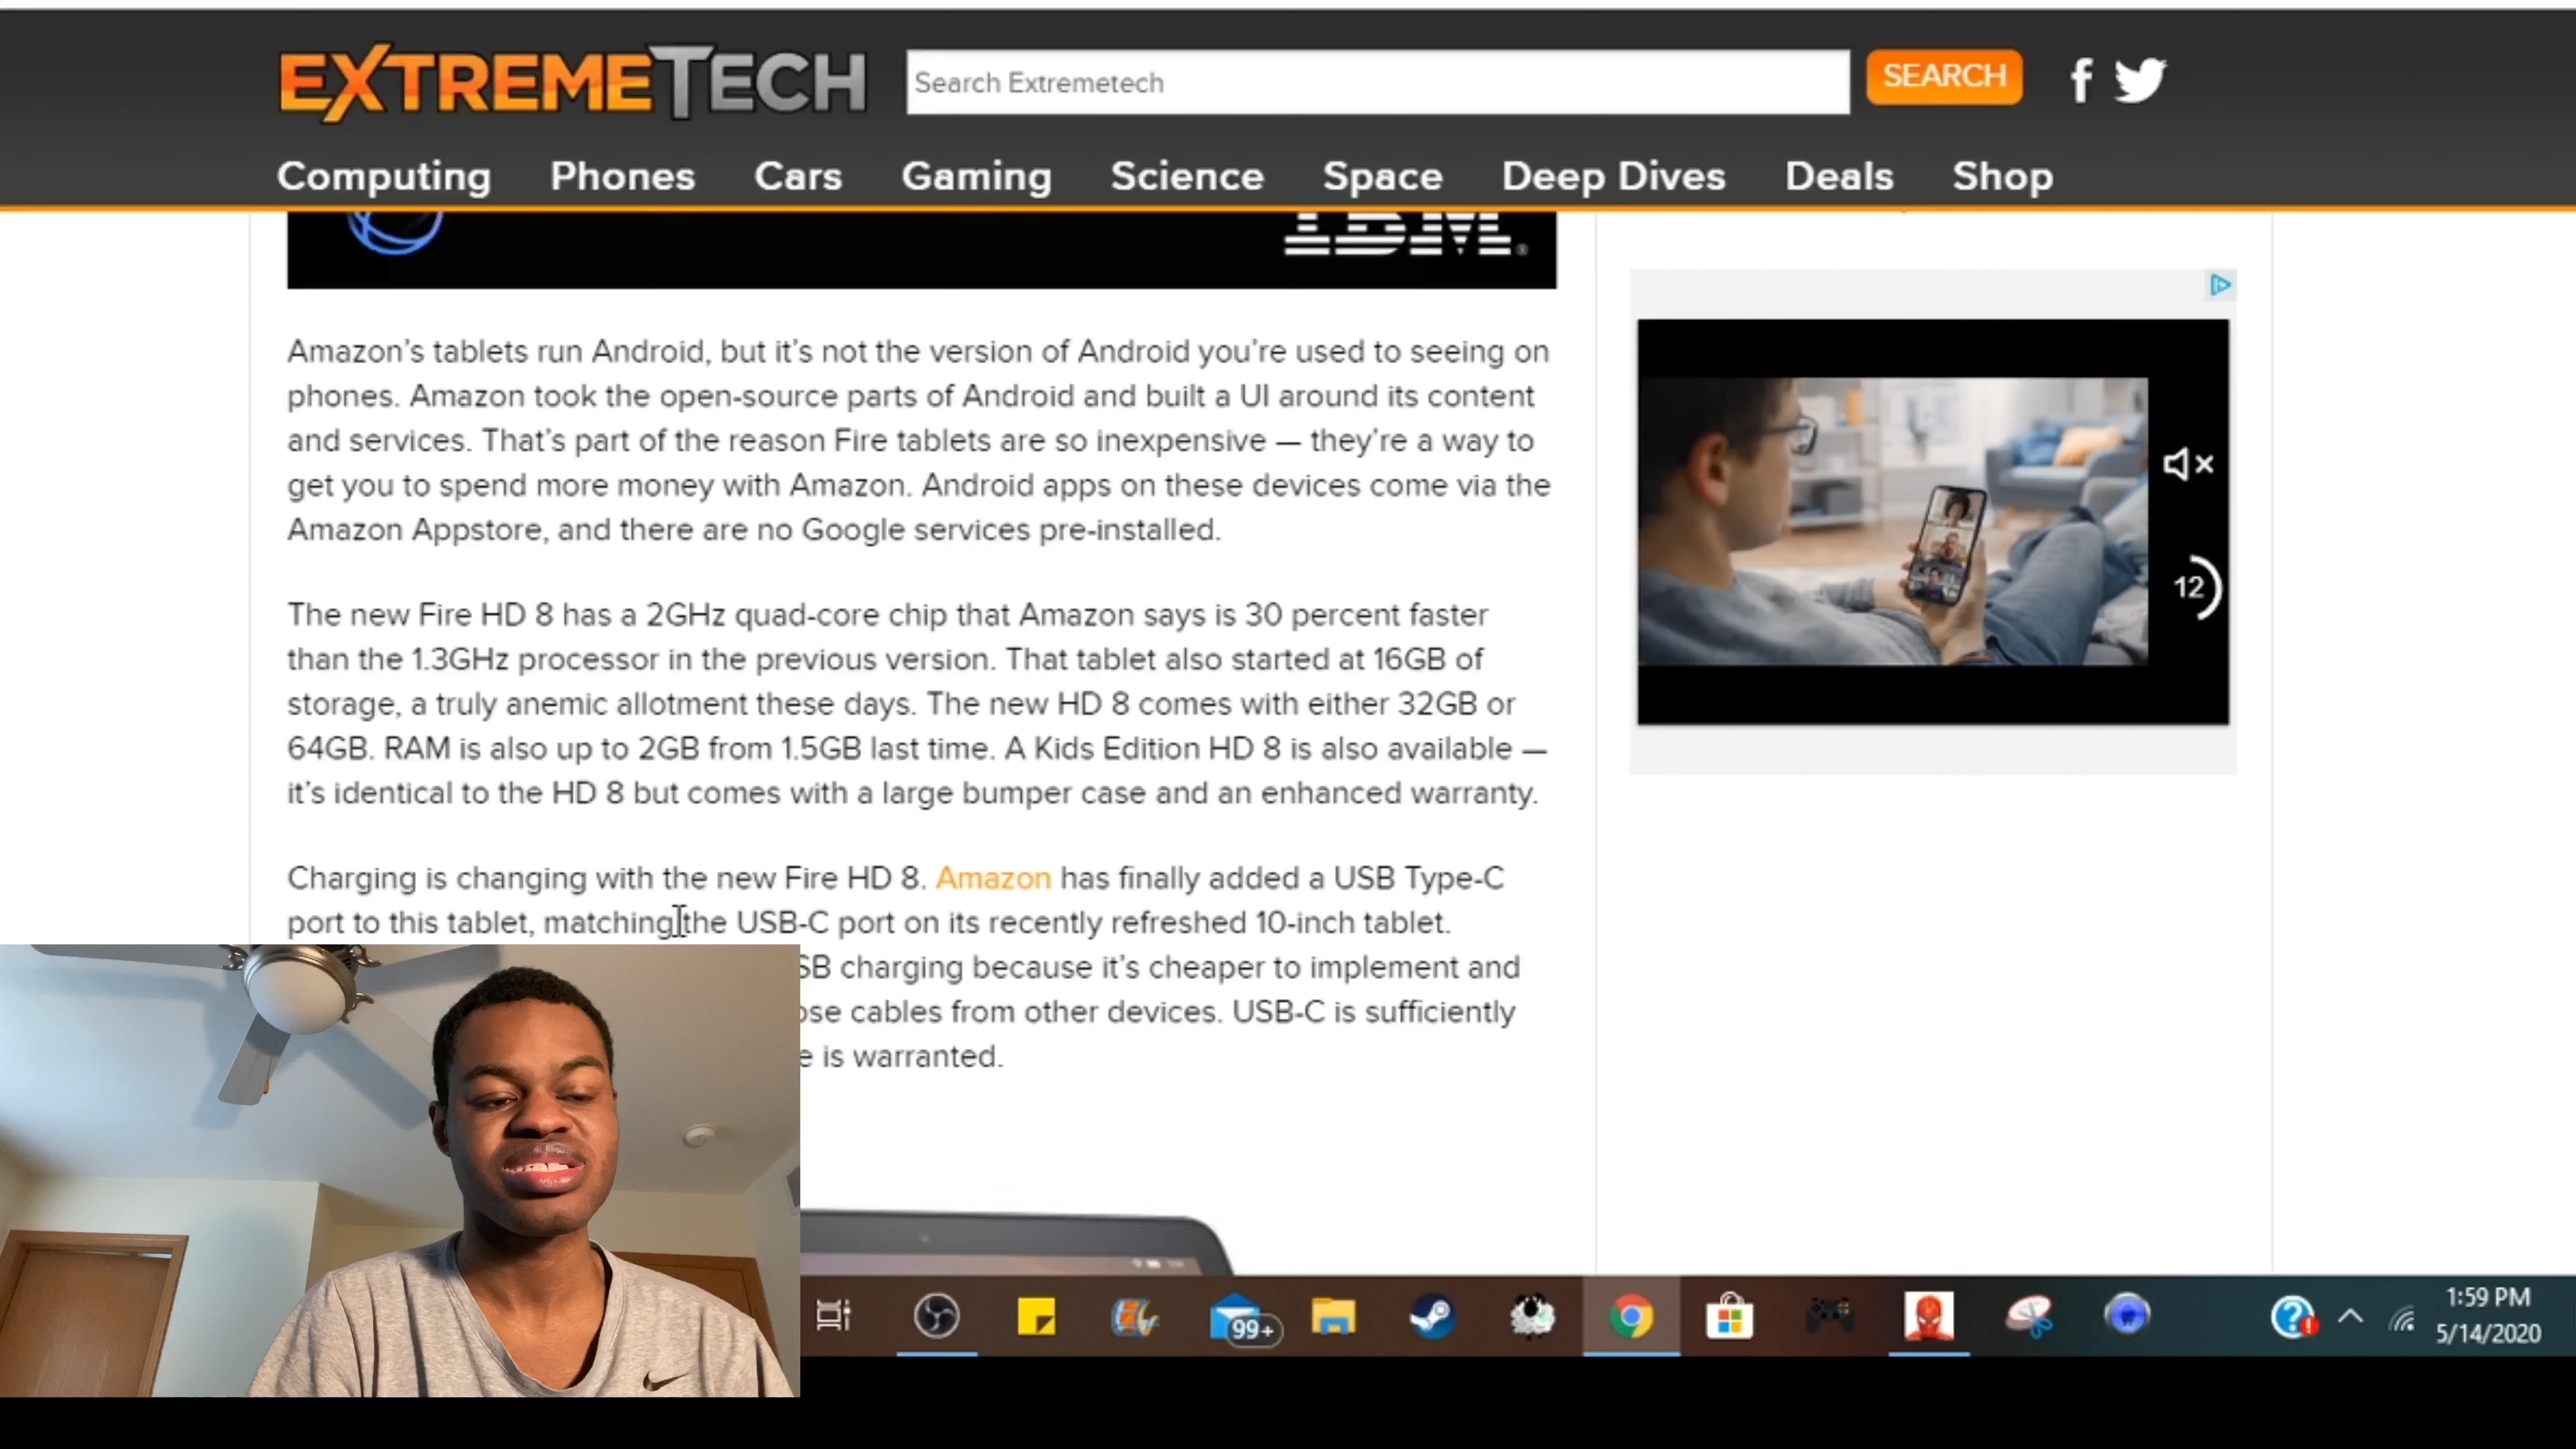 EXTREMETECH
Search Extremetech
SEARCH
Computing Phones Cars Gaming Science Space Deep Dives Deals Shop
IBM
Amazon's tablets run Android, but it's not the version of Android you're used to seeing on
phones. Amazon took the open-source parts of Android and built a UI around its content
and services. That's part of the reason Fire tablets are so inexpensive — they're a way to
get you to spend more money with Amazon. Android apps on these devices come via the
Amazon Appstore, and there are no Google services pre-installed.
The new Fire HD 8 has a 2GHz quad-core chip that Amazon says is 30 percent faster
than the 1.3GHz processor in the previous version. That tablet also started at 16GB of
storage, a truly anemic allotment these days. The new HD 8 comes with either 32GB or
64GB. RAM is also up to 2GB from 1.5GB last time. A Kids Edition HD 8 is also available —
it's identical to the HD 8 but comes with a large bumper case and an enhanced warranty.
Charging is changing with the new Fire HD 8. Amazon has finally added a USB Type-C
port to this tablet, matching the USB-C port on its recently refreshed 10-inch tablet.
SB charging because it's cheaper to implement and
ose cables from other devices. USB-C is sufficiently
e is warranted.
12
99+
1:59 PM
5/14/2020